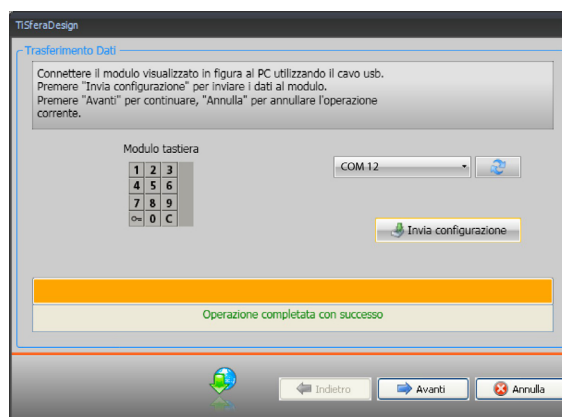 TiSferaDesign
Trasferimento Dati
Connettere il modulo visualizzato in figura al PC utilizzando il cavo usb.
Premere "Invia configurazione" per inviare i dati al modulo.
Premere "Avanti" per continuare, "Annulla" per annullare l'operazione
corrente.
Modulo tastiera
COM 12
1 2 3
4 5 6
7 8 9
0 C
Invia configurazione
Operazione completata con successo
Indietro
Avanti
Annulla